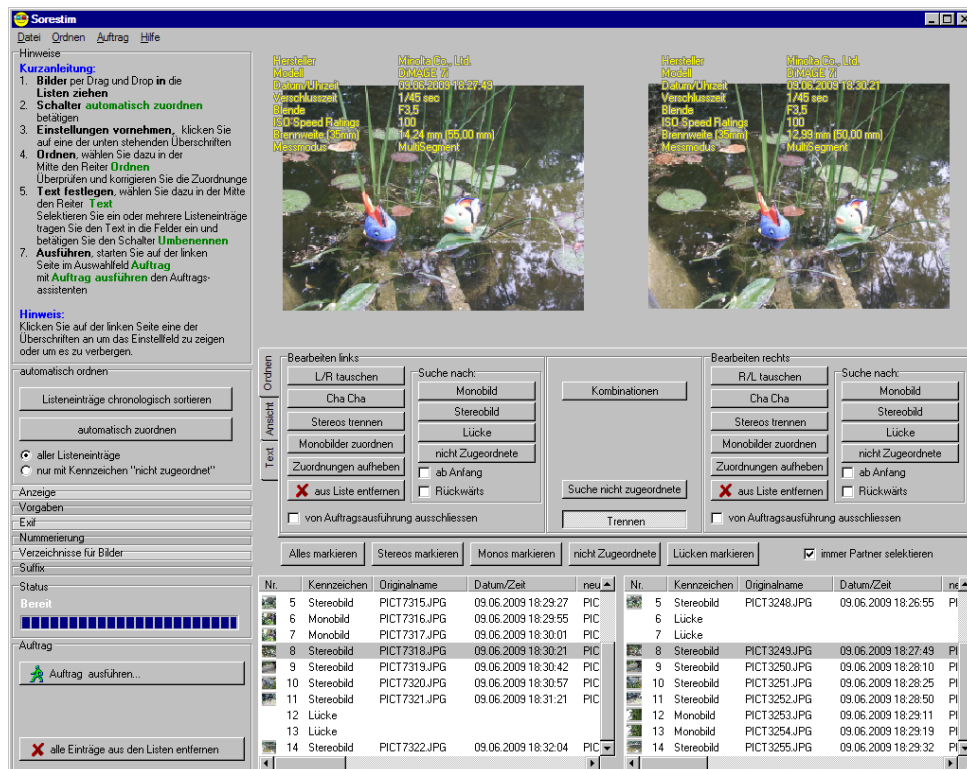 Sorestim
Datei Ordnen Auftrag Hilfe
Hinweise
Kurzanleitung:
1. Bilder per Drag und Drop in die
Listen ziehen
2. Schalter automatisch zuordnen
betätigen
3. Einstellungen vornehmen, klicken Sie
auf eine der unten stehenden Überschriften
4. Ordnen, wählen Sie dazu in der
Mitte den Reiter Ordnen
Überprüfen und korrigieren Sie die Zuordnunge
5. Text festlegen, wählen Sie dazu in der Mitte
den Reiter Text
Selektieren Sie ein oder mehrere Listeneinträge
tragen Sie den Text in die Felder ein und
betätigen Sie den Schalter Umbenennen
7. Ausführen, starten Sie auf der linken
Seite im Auswahlfeld Auftrag
mit Auftrag ausführen den Auftrags-
assistenten
Hinweis:
Klicken Sie auf der linken Seite eine der
Überschriften an um das Einstellfeld zu zeigen
oder um es zu verbergen.
automatisch ordnen
Listeneinträge chronologisch sortieren
automatisch zuordnen
aller Listeneinträge
nur mit Kennzeichen "nicht zugeordnet"
Anzeige
Vorgaben
Exif
Nummerierung
Verzeichnisse für Bilder
Suffix
Status
Bereit
Auftrag
Auftrag ausführen...
alle Einträge aus den Listen entfernen
Hersteller Minolta Co., Ltd.
Modell DiMAGE 7i
Datum/Uhrzeit 09.06.2009 18:27:49
Verschlusszeit 1/45 sec
Blende F3,5
ISO Speed Ratings 100
Brennweite (35mm) 14,24 mm (55,00 mm)
Messmodus MultiSegment
Hersteller Minolta Co., Ltd.
Modell DiMAGE 7i
Datum/Uhrzeit 09.06.2009 18:30:21
Verschlusszeit 1/45 sec
Blende F3,5
ISO Speed Ratings 100
Brennweite (35mm) 12,99 mm (50,00 mm)
Messmodus MultiSegment
Ordnen
Ansicht
Text
Bearbeiten links
L/R tauschen
Cha Cha
Stereos trennen
Monobilder zuordnen
Zuordnungen aufheben
aus Liste entfernen
von Auftragsausführung ausschliessen
Suche nach:
Monobild
Stereobild
Lücke
nicht Zugeordnete
ab Anfang
Rückwärts
Kombinationen
Suche nicht zugeordnete
Trennen
Bearbeiten rechts
R/L tauschen
Cha Cha
Stereos trennen
Monobilder zuordnen
Zuordnungen aufheben
aus Liste entfernen
von Auftragsausführung ausschliessen
Suche nach:
Monobild
Stereobild
Lücke
nicht Zugeordnete
ab Anfang
Rückwärts
Alles markieren Stereos markieren Monos markieren nicht Zugeordnete Lücken markieren immer Partner selektieren
Nr. Kennzeichen Originalname Datum/Zeit neu
5 Stereobild PICT7315.JPG 09.06.2009 18:29:27 PIC
6 Monobild PICT7316.JPG 09.06.2009 18:29:55 PIC
7 Monobild PICT7317.JPG 09.06.2009 18:30:01 PIC
8 Stereobild PICT7318.JPG 09.06.2009 18:30:21 PIC
9 Stereobild PICT7319.JPG 09.06.2009 18:30:42 PIC
10 Stereobild PICT7320.JPG 09.06.2009 18:30:57 PIC
11 Stereobild PICT7321.JPG 09.06.2009 18:31:21 PIC
12 Lücke
13 Lücke
14 Stereobild PICT7322.JPG 09.06.2009 18:32:04 PIC
Nr. Kennzeichen Originalname Datum/Zeit ne
5 Stereobild PICT3248.JPG 09.06.2009 18:26:55 PI
6 Lücke
7 Lücke
8 Stereobild PICT3249.JPG 09.06.2009 18:27:49 PI
9 Stereobild PICT3250.JPG 09.06.2009 18:28:10 PI
10 Stereobild PICT3251.JPG 09.06.2009 18:28:25 PI
11 Stereobild PICT3252.JPG 09.06.2009 18:28:50 PI
12 Monobild PICT3253.JPG 09.06.2009 18:29:11 PI
13 Monobild PICT3254.JPG 09.06.2009 18:29:19 PI
14 Stereobild PICT3255.JPG 09.06.2009 18:29:32 PI